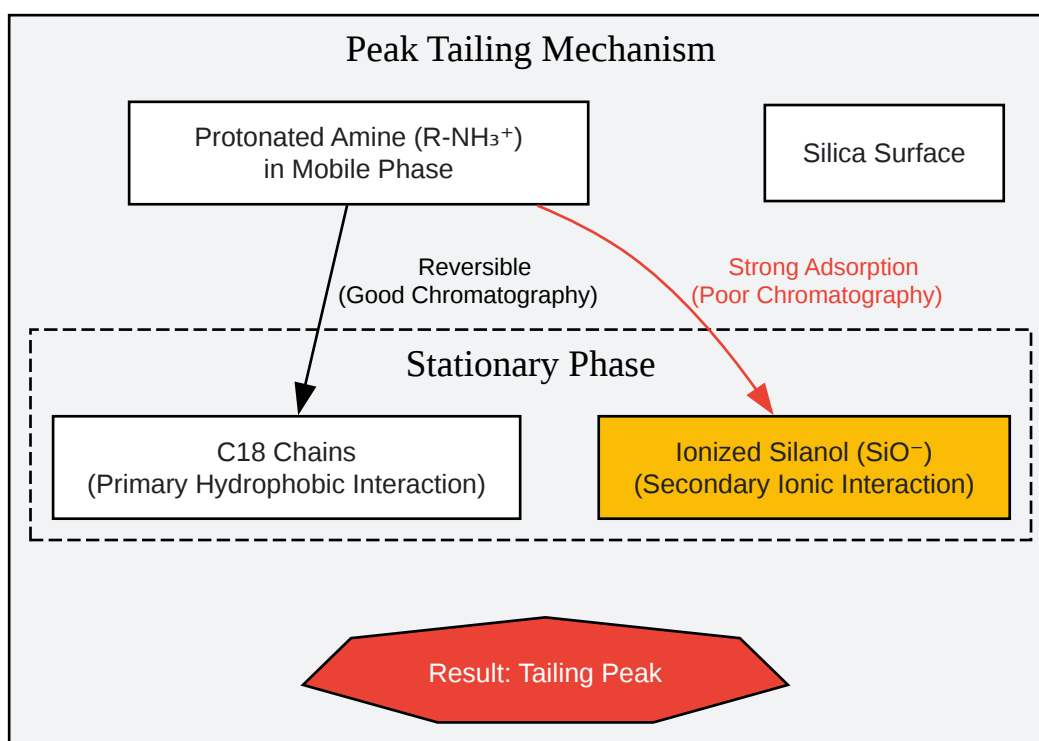 Peak Tailing Mechanism
Protonated Amine (R-NH₃⁺)
in Mobile Phase
Silica Surface
Reversible
(Good Chromatography)
Strong Adsorption
(Poor Chromatography)
Stationary Phase
C18 Chains
(Primary Hydrophobic Interaction)
Ionized Silanol (SiO⁻)
(Secondary Ionic Interaction)
Result: Tailing Peak